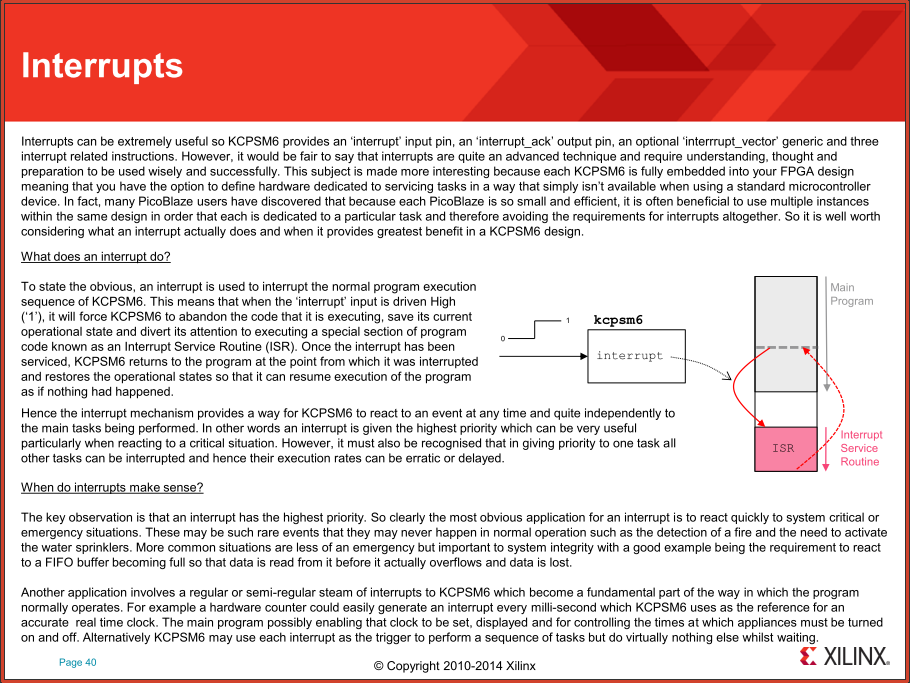 Interrupts
Interrupts can be extremely useful so KCPSM6 provides an ‘interrupt’ input pin, an ‘interrupt_ack’ output pin, an optional ‘interrrupt_vector’ generic and three
interrupt related instructions. However, it would be fair to say that interrupts are quite an advanced technique and require understanding, thought and
preparation to be used wisely and successfully. This subject is made more interesting because each KCPSM6 is fully embedded into your FPGA design
meaning that you have the option to define hardware dedicated to servicing tasks in a way that simply isn’t available when using a standard microcontroller
device. In fact, many PicoBlaze users have discovered that because each PicoBlaze is so small and efficient, it is often beneficial to use multiple instances
within the same design in order that each is dedicated to a particular task and therefore avoiding the requirements for interrupts altogether. So it is well worth
considering what an interrupt actually does and when it provides greatest benefit in a KCPSM6 design.
What does an interrupt do?
To state the obvious, an interrupt is used to interrupt the normal program execution
sequence of KCPSM6. This means that when the ‘interrupt’ input is driven High
(‘1’), it will force KCPSM6 to abandon the code that it is executing, save its current
operational state and divert its attention to executing a special section of program
code known as an Interrupt Service Routine (ISR). Once the interrupt has been
serviced, KCPSM6 returns to the program at the point from which it was interrupted
and restores the operational states so that it can resume execution of the program
as if nothing had happened.
0
1
kcpsm6
interrupt
Main
Program
ISR
Interrupt
Service
Routine
Hence the interrupt mechanism provides a way for KCPSM6 to react to an event at any time and quite independently to
the main tasks being performed. In other words an interrupt is given the highest priority which can be very useful
particularly when reacting to a critical situation. However, it must also be recognised that in giving priority to one task all
other tasks can be interrupted and hence their execution rates can be erratic or delayed.
When do interrupts make sense?
The key observation is that an interrupt has the highest priority. So clearly the most obvious application for an interrupt is to react quickly to system critical or
emergency situations. These may be such rare events that they may never happen in normal operation such as the detection of a fire and the need to activate
the water sprinklers. More common situations are less of an emergency but important to system integrity with a good example being the requirement to react
to a FIFO buffer becoming full so that data is read from it before it actually overflows and data is lost.
Another application involves a regular or semi-regular steam of interrupts to KCPSM6 which become a fundamental part of the way in which the program
normally operates. For example a hardware counter could easily generate an interrupt every milli-second which KCPSM6 uses as the reference for an
accurate real time clock. The main program possibly enabling that clock to be set, displayed and for controlling the times at which appliances must be turned
on and off. Alternatively KCPSM6 may use each interrupt as the trigger to perform a sequence of tasks but do virtually nothing else whilst waiting.
Page 40
© Copyright 2010-2014 Xilinx
XILINX®